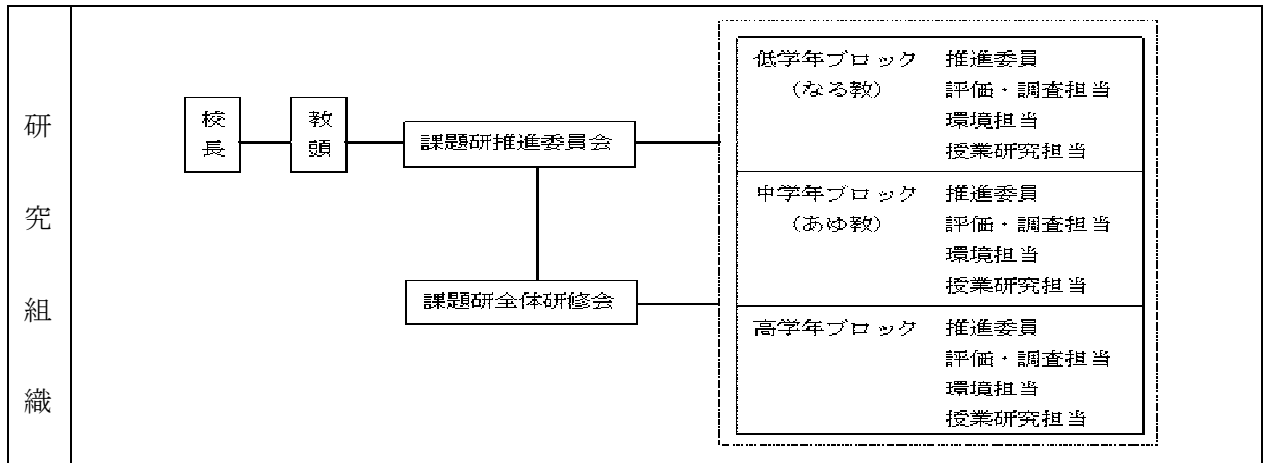 研究組織
校長
教頭
課題研推進委員会
課題研全体研修会
低学年ブロック 推進委員
(なる教) 評価・調査担当
環境担当
授業研究担当
中学年ブロック 推進委員
(あゆ教) 評価・調査担当
環境担当
授業研究担当
高学年ブロック 推進委員
評価・調査担当
環境担当
授業研究担当